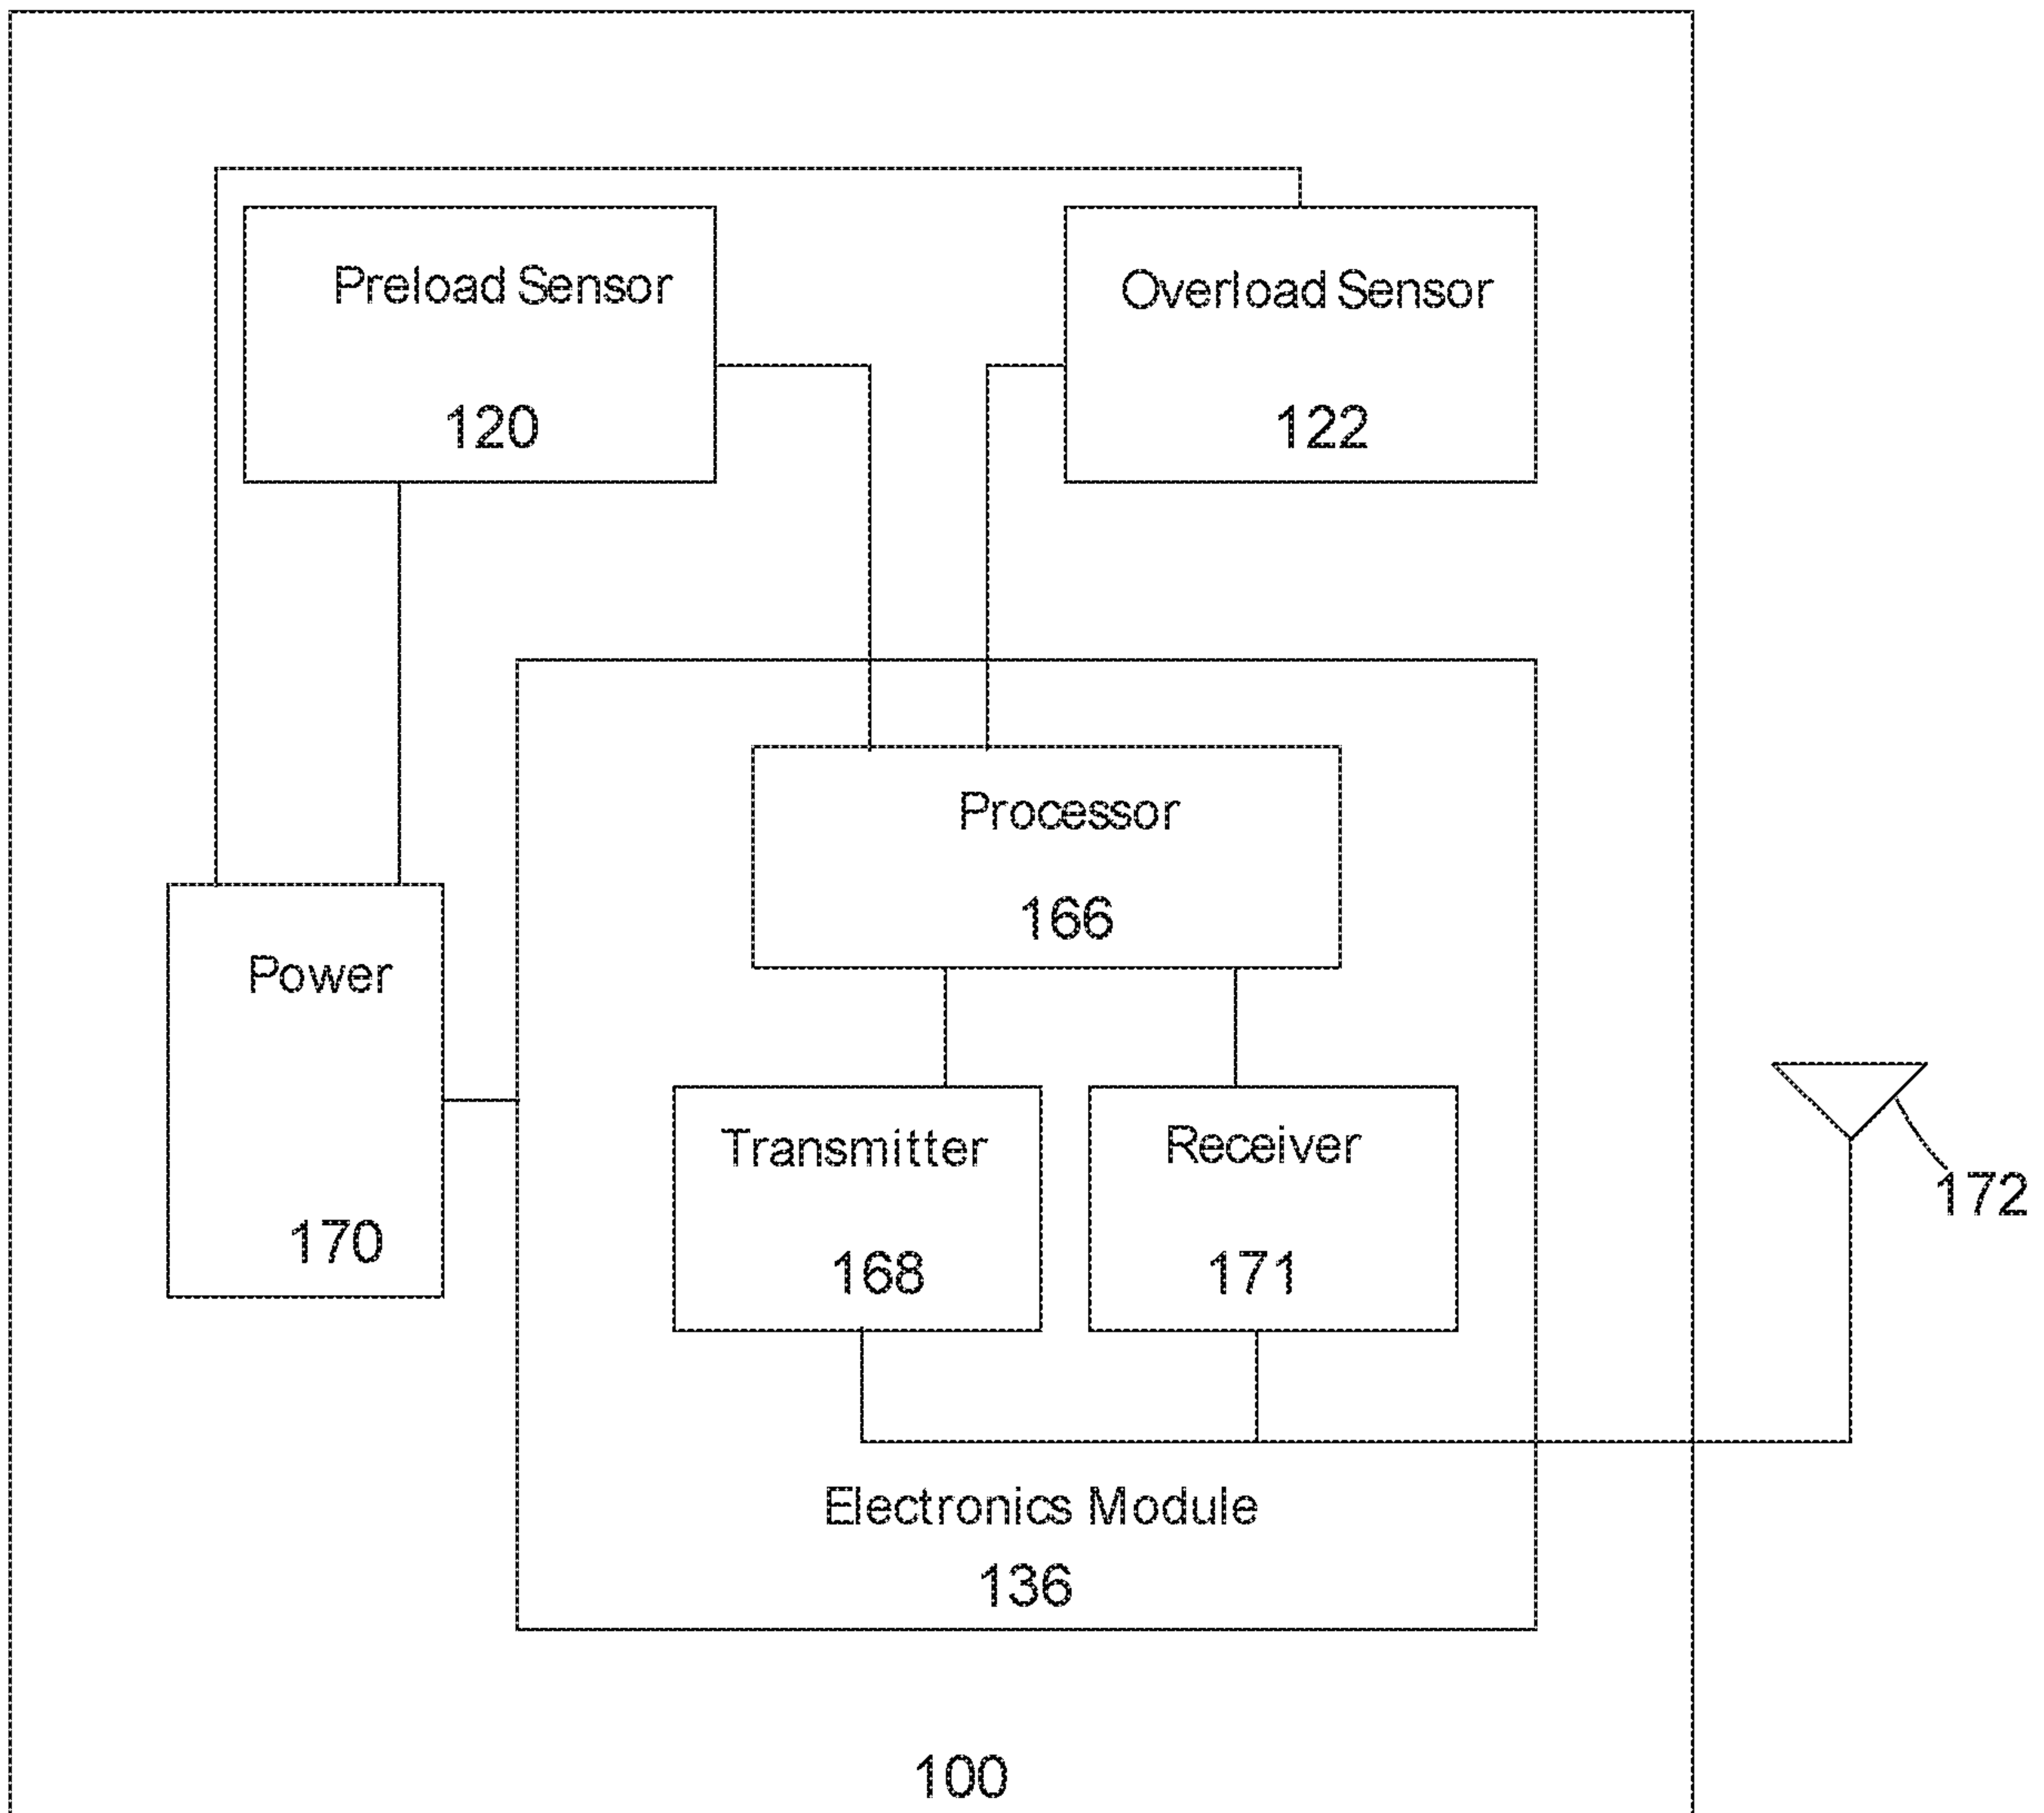 Preload Sensor
120
Overload Sensor
122
Processor
166
Power
170
Transmitter
168
Receiver
171
172
Electronics Module
136
100